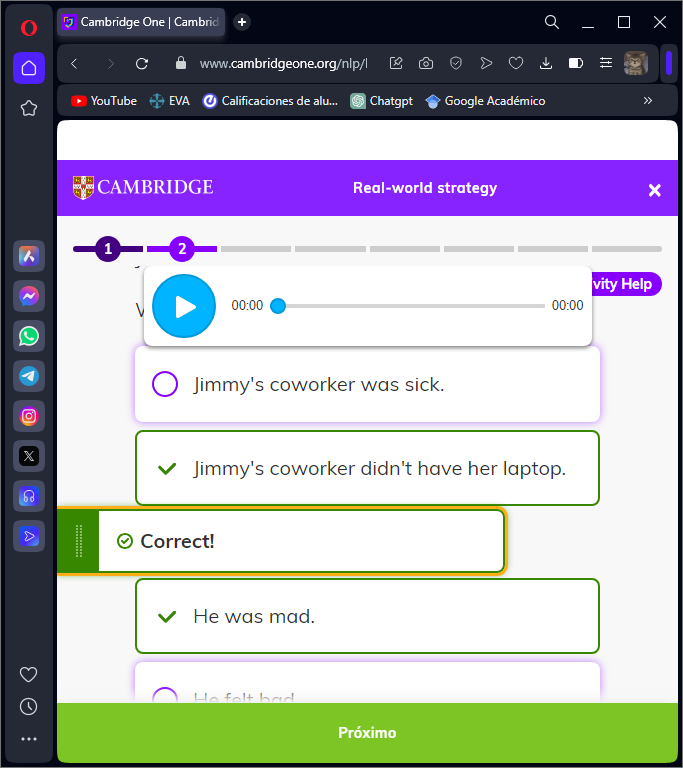 Cambridge One | Cambrid
www.cambridgeone.org/nlp/l
YouTube
EVA
Calificaciones de alu...
Chatgpt
Google Académico
CAMBRIDGE
Real-world strategy
1
2
vity Help
00:00
00:00
Jimmy's coworker was sick.
Jimmy's coworker didn't have her laptop.
Correct!
He was mad.
He felt bad.
Próximo